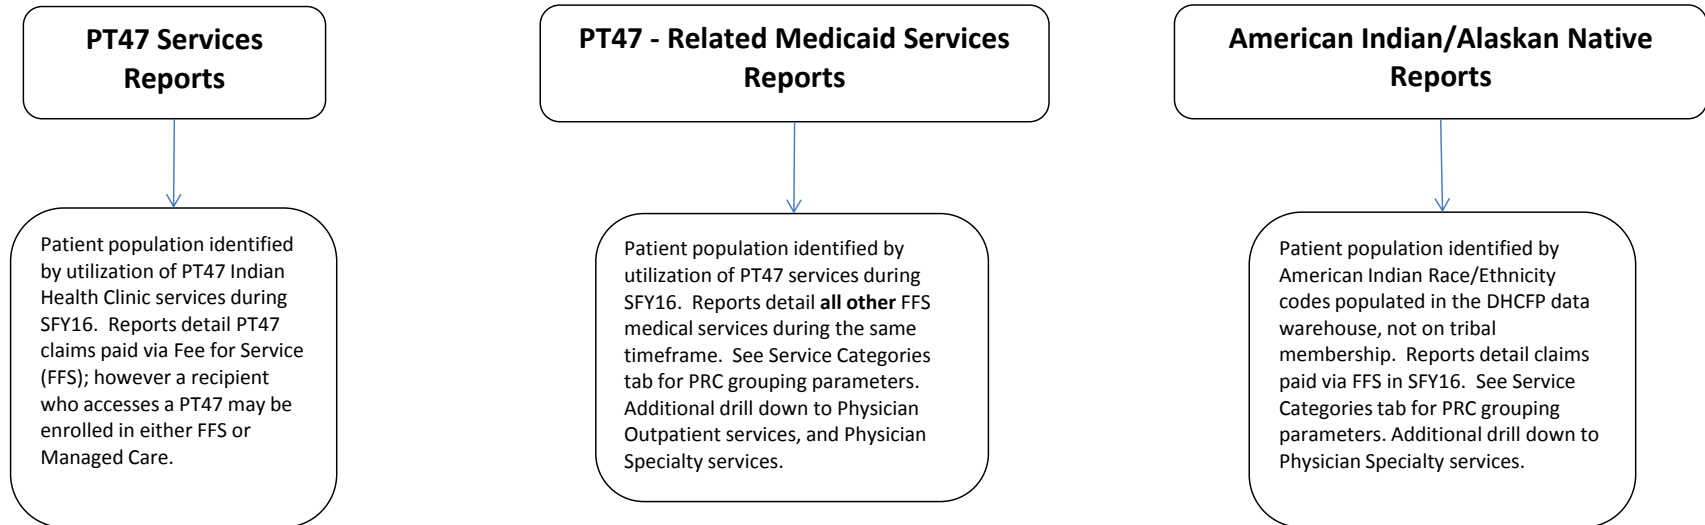 PT47 Services
Reports
PT47 - Related Medicaid Services
Reports
American Indian/Alaskan Native
Reports
Patient population identified
by utilization of PT47 Indian
Health Clinic services during
SFY16.  Reports detail PT47
claims paid via Fee for Service
(FFS); however a recipient
who accesses a PT47 may be
enrolled in either FFS or
Managed Care.
Patient population identified by
utilization of PT47 services during
SFY16.  Reports detail all other FFS
medical services during the same
timeframe.  See Service Categories
tab for PRC grouping parameters.
Additional drill down to Physician
Outpatient services, and Physician
Specialty services.
Patient population identified by
American Indian Race/Ethnicity
codes populated in the DHCFP data
warehouse, not on tribal
membership.  Reports detail claims
paid via FFS in SFY16.  See Service
Categories tab for PRC grouping
parameters. Additional drill down to
Physician Specialty services.